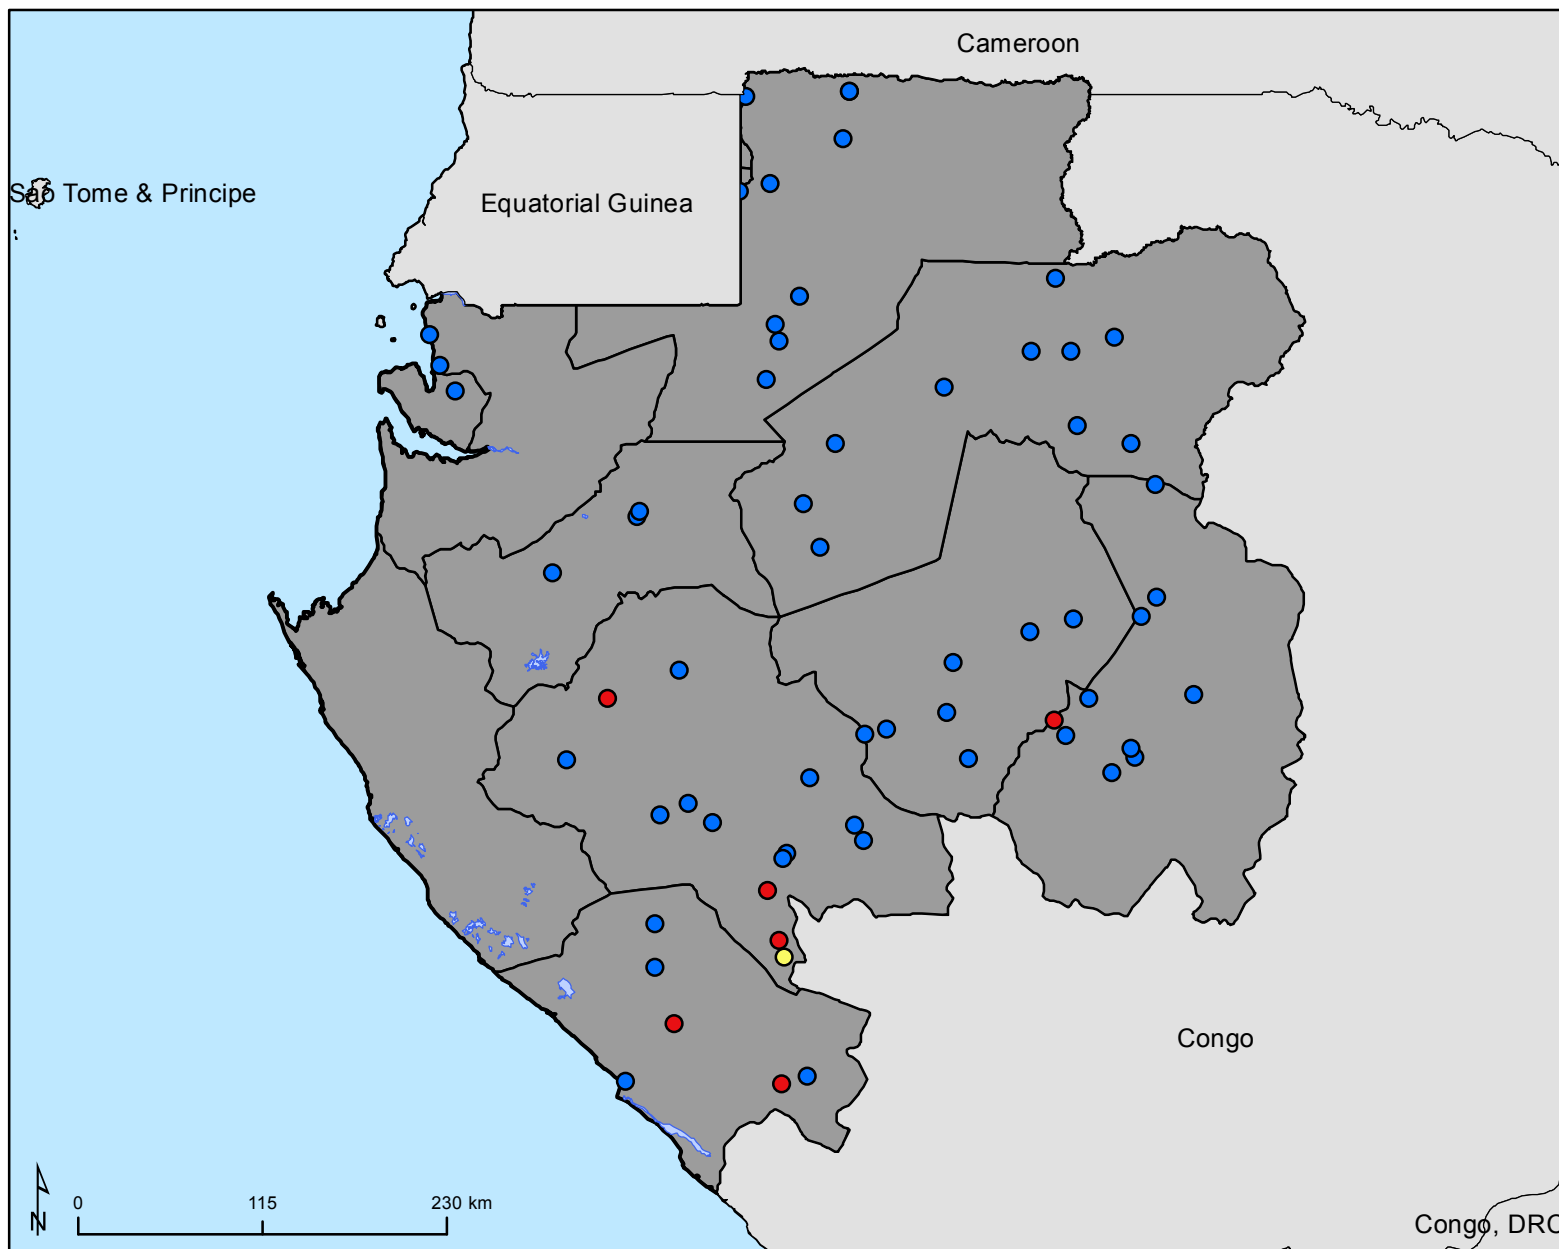 Cameroon
Sao Tome & Principe
Equatorial Guinea
Congo
0 115 230 km
N
Congo, DRC